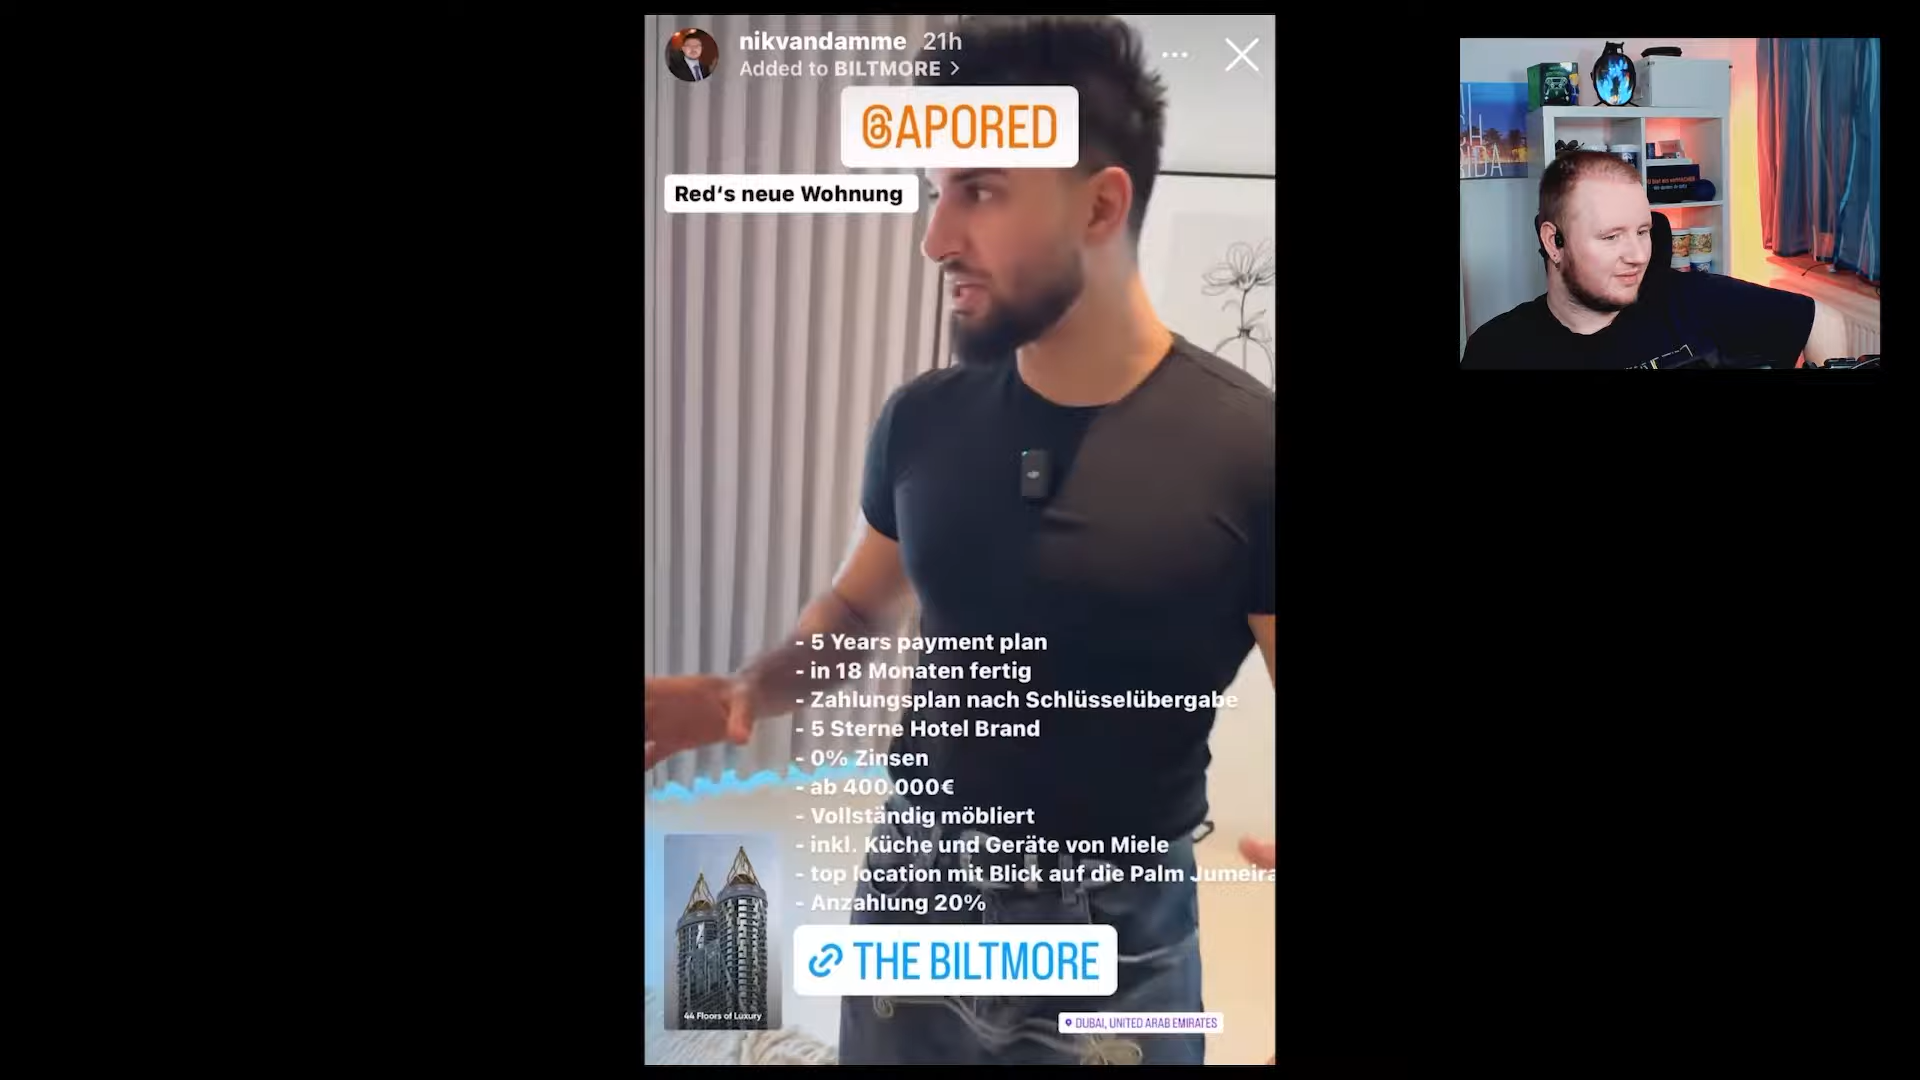 nikvandamme 21h
Added to BILTMORE >
@APORED
Red‘s neue Wohnung
- 5 Years payment plan
- in 18 Monaten fertig
- Zahlungsplan nach Schlüsselübergabe
- 5 Sterne Hotel Brand
- 0% Zinsen
- ab 400.000€
- Vollständig möbliert
- inkl. Küche und Geräte von Miele
- top location mit Blick auf die Palm Jumeira
- Anzahlung 20%
THE BILTMORE
44 Floors of Luxury
DUBAI, UNITED ARAB EMIRATES